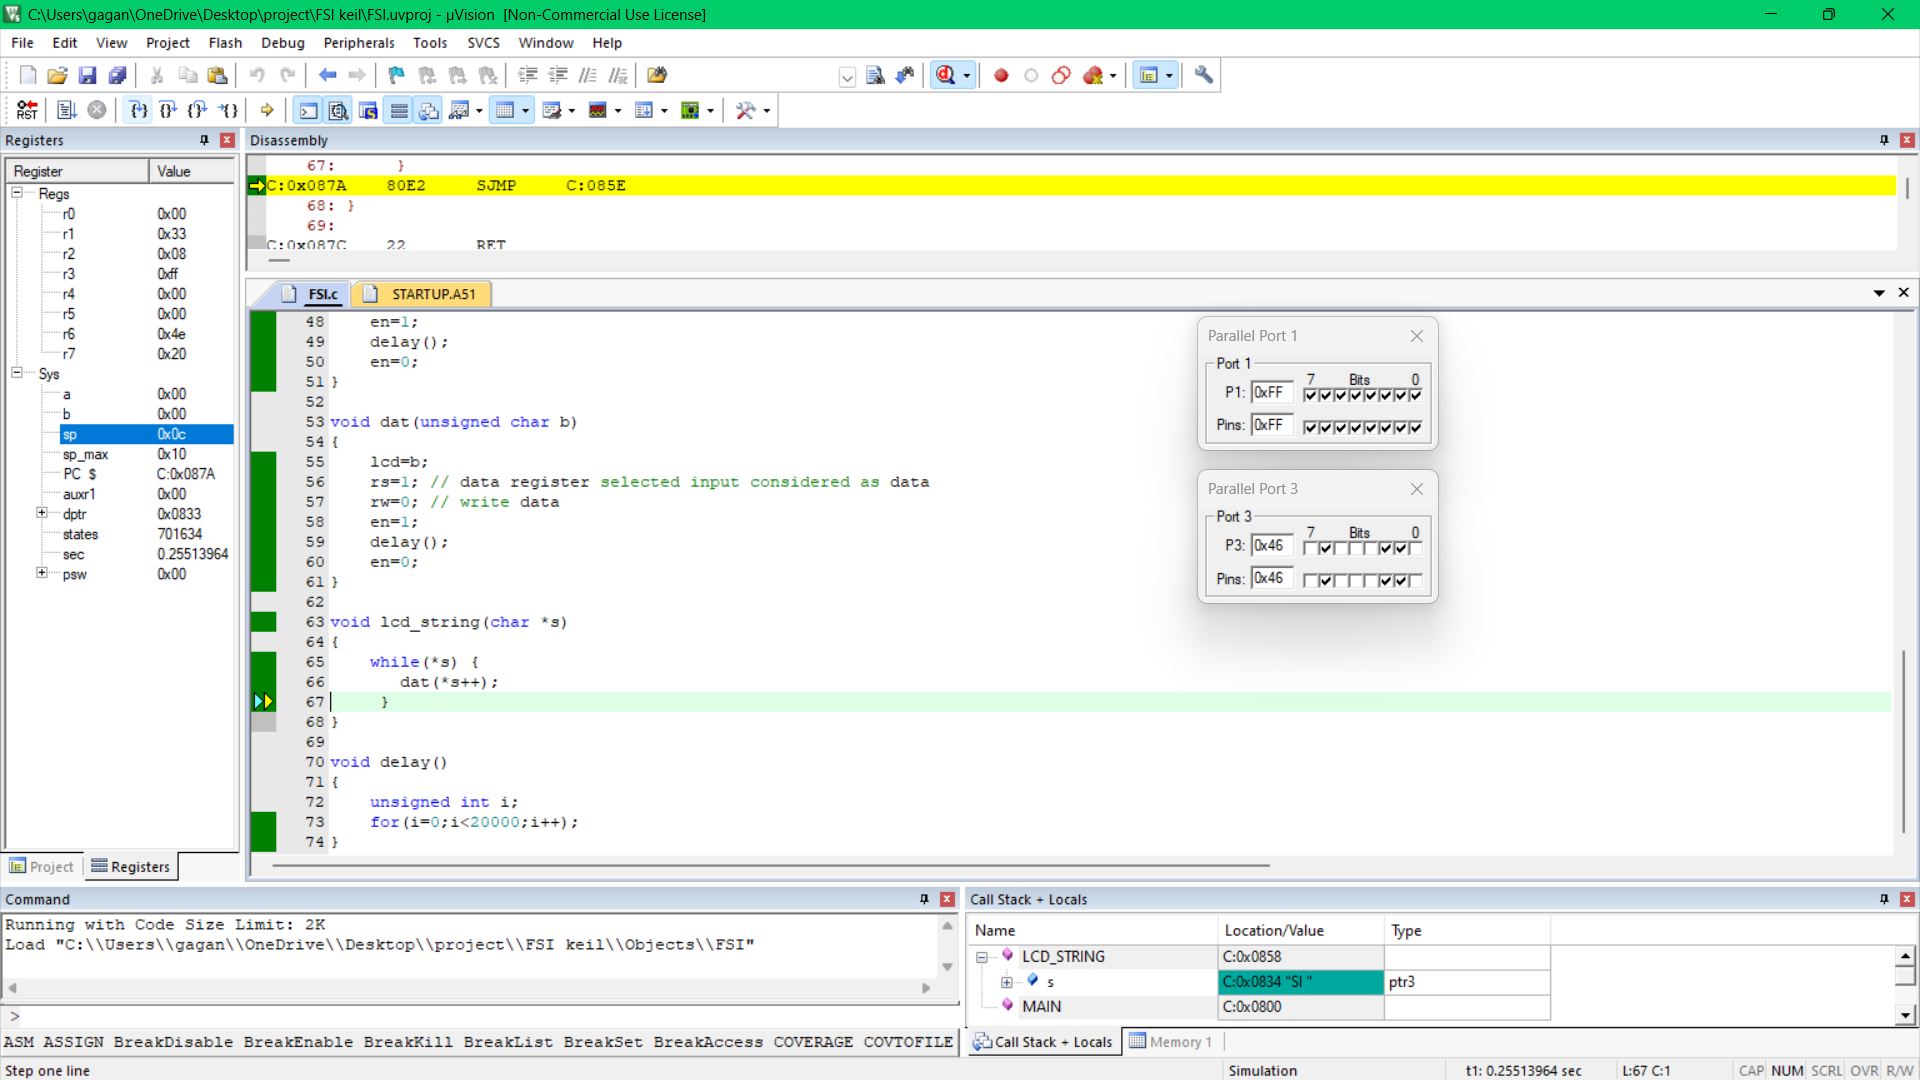 C:\Users\gagan\OneDrive\Desktop\project\FSI keil\FSI.uvproj - µVision [Non-Commercial Use License]
File Edit View Project Flash Debug Peripherals Tools SVCS Window Help
RST
Registers
Register Value
Regs
r0 0x00
r1 0x33
r2 0x08
r3 0xff
r4 0x00
r5 0x00
r6 0x4e
r7 0x20
Sys
a 0x00
b 0x00
sp 0x0c
sp_max 0x10
PC $ C:0x087A
auxr1 0x00
dptr 0x0833
states 701634
sec 0.25513964
psw 0x00
Project Registers
Disassembly
67: }
C:0x087A 80E2 SJMP C:085E
68: }
69:
C:0x087C 22 RET
FSI.c STARTUP.A51
48 en=1;
49 delay();
50 en=0;
51 }
52
53 void dat(unsigned char b)
54 {
55 lcd=b;
56 rs=1; // data register selected input considered as data
57 rw=0; // write data
58 en=1;
59 delay();
60 en=0;
61 }
62
63 void lcd_string(char *s)
64 {
65 while(*s) {
66 dat(*s++);
67 }
68 }
69
70 void delay()
71 {
72 unsigned int i;
73 for(i=0;i<20000;i++);
74 }
Parallel Port 1
Port 1
7 Bits 0
P1: 0xFF
Pins: 0xFF
Parallel Port 3
Port 3
7 Bits 0
P3: 0x46
Pins: 0x46
Command
Running with Code Size Limit: 2K
Load "C:\\Users\\gagan\\OneDrive\\Desktop\\project\\FSI keil\\Objects\\FSI"
>
ASM ASSIGN BreakDisable BreakEnable BreakKill BreakList BreakSet BreakAccess COVERAGE COVTOFILE
Call Stack + Locals
Name Location/Value Type
LCD_STRING C:0x0858
s C:0x0834 "SI " ptr3
MAIN C:0x0800
Call Stack + Locals Memory 1
Step one line Simulation t1: 0.25513964 sec L:67 C:1 CAP NUM SCRL OVR R/W